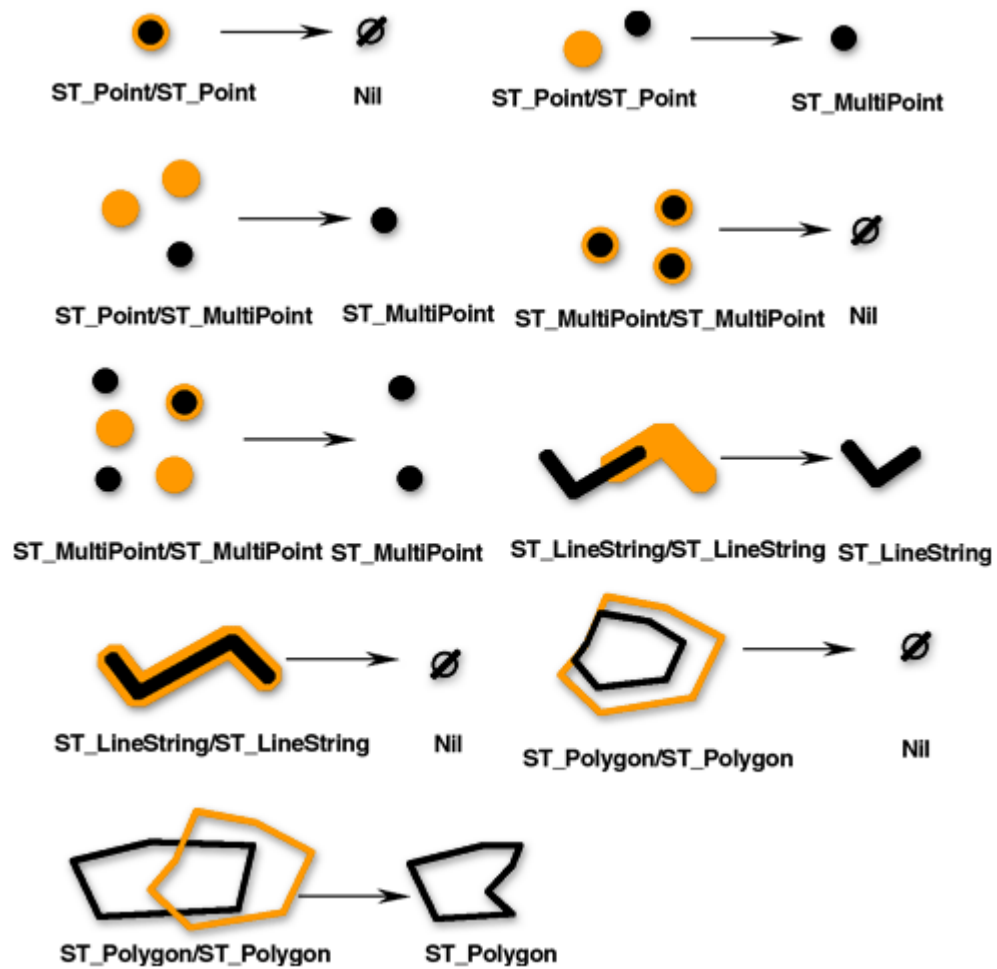 ST_Point/ST_Point
Nil
ST_Point/ST_Point
ST_MultiPoint
ST_Point/ST_MultiPoint
ST_MultiPoint
ST_MultiPoint/ST_MultiPoint
Nil
ST_MultiPoint/ST_MultiPoint
ST_MultiPoint
ST_LineString/ST_LineString
ST_LineString
ST_LineString/ST_LineString
Nil
ST_Polygon/ST_Polygon
Nil
ST_Polygon/ST_Polygon
ST_Polygon